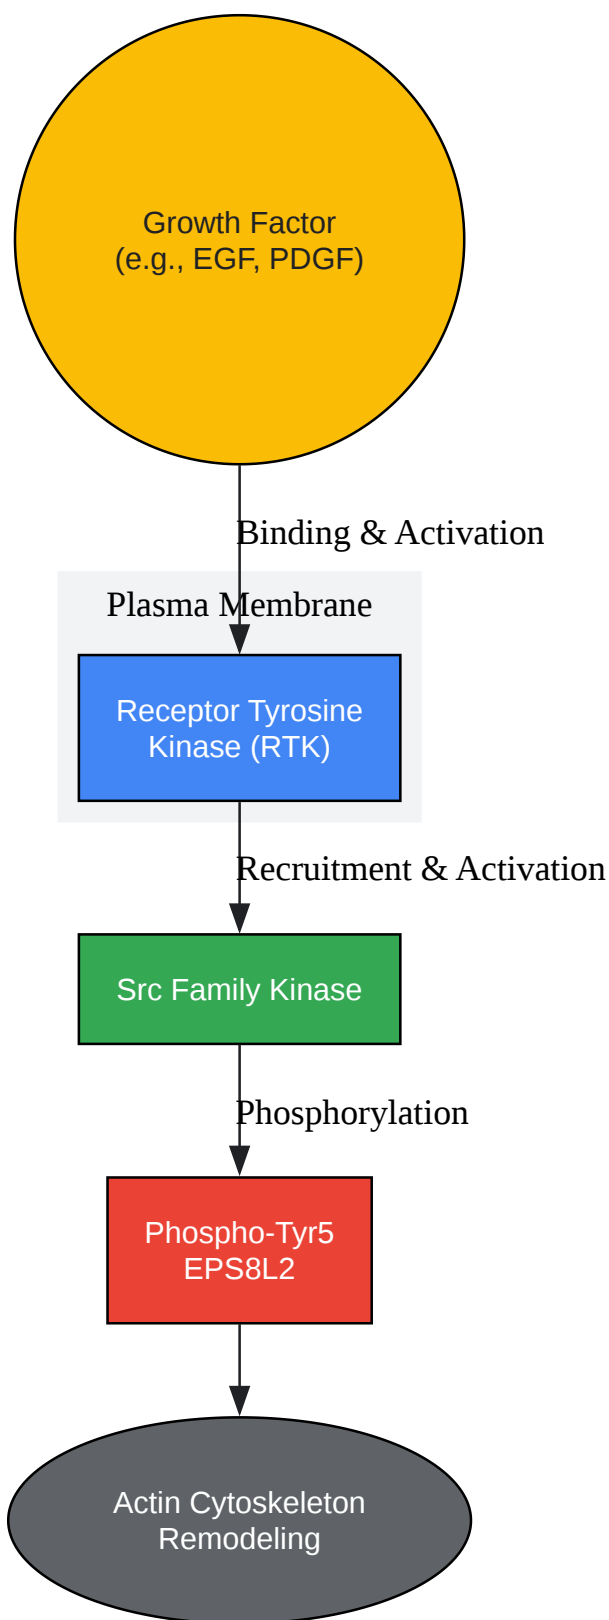 Growth Factor
(e.g., EGF, PDGF)
Binding & Activation
Plasma Membrane
Receptor Tyrosine
Kinase (RTK)
Recruitment & Activation
Src Family Kinase
Phosphorylation
Phospho-Tyr5
EPS8L2
Actin Cytoskeleton
Remodeling